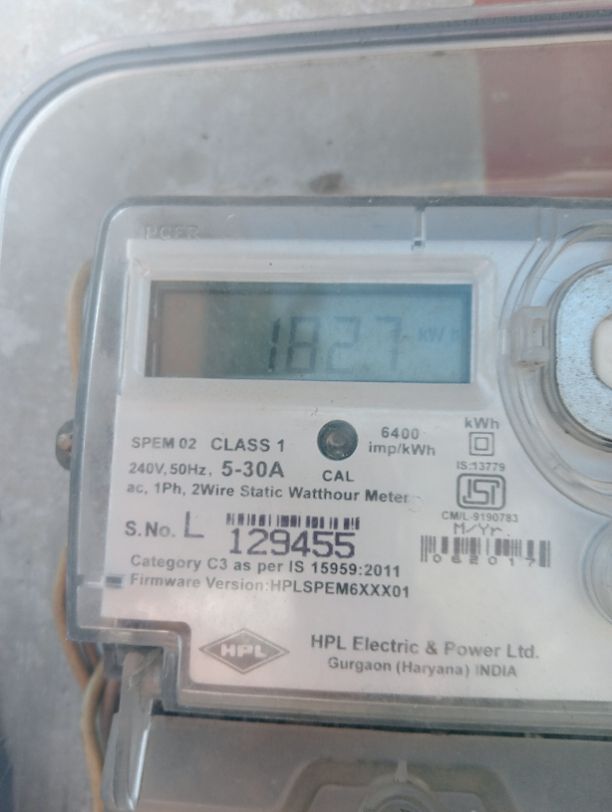 182.7 kWh
SPEM 02 CLASS 1
6400
imp/kWh
kWh
240V, 50Hz, 5-30A
CAL
IS:13779
ac, 1Ph, 2Wire Static Watthour Meter
CM/L-9190783
S.No. L 129455
M/Yr.
062017
Category C3 as per IS 15959:2011
Firmware Version:HPLSPEM6XXX01
HPL
HPL Electric & Power Ltd.
Gurgaon (Haryana) INDIA